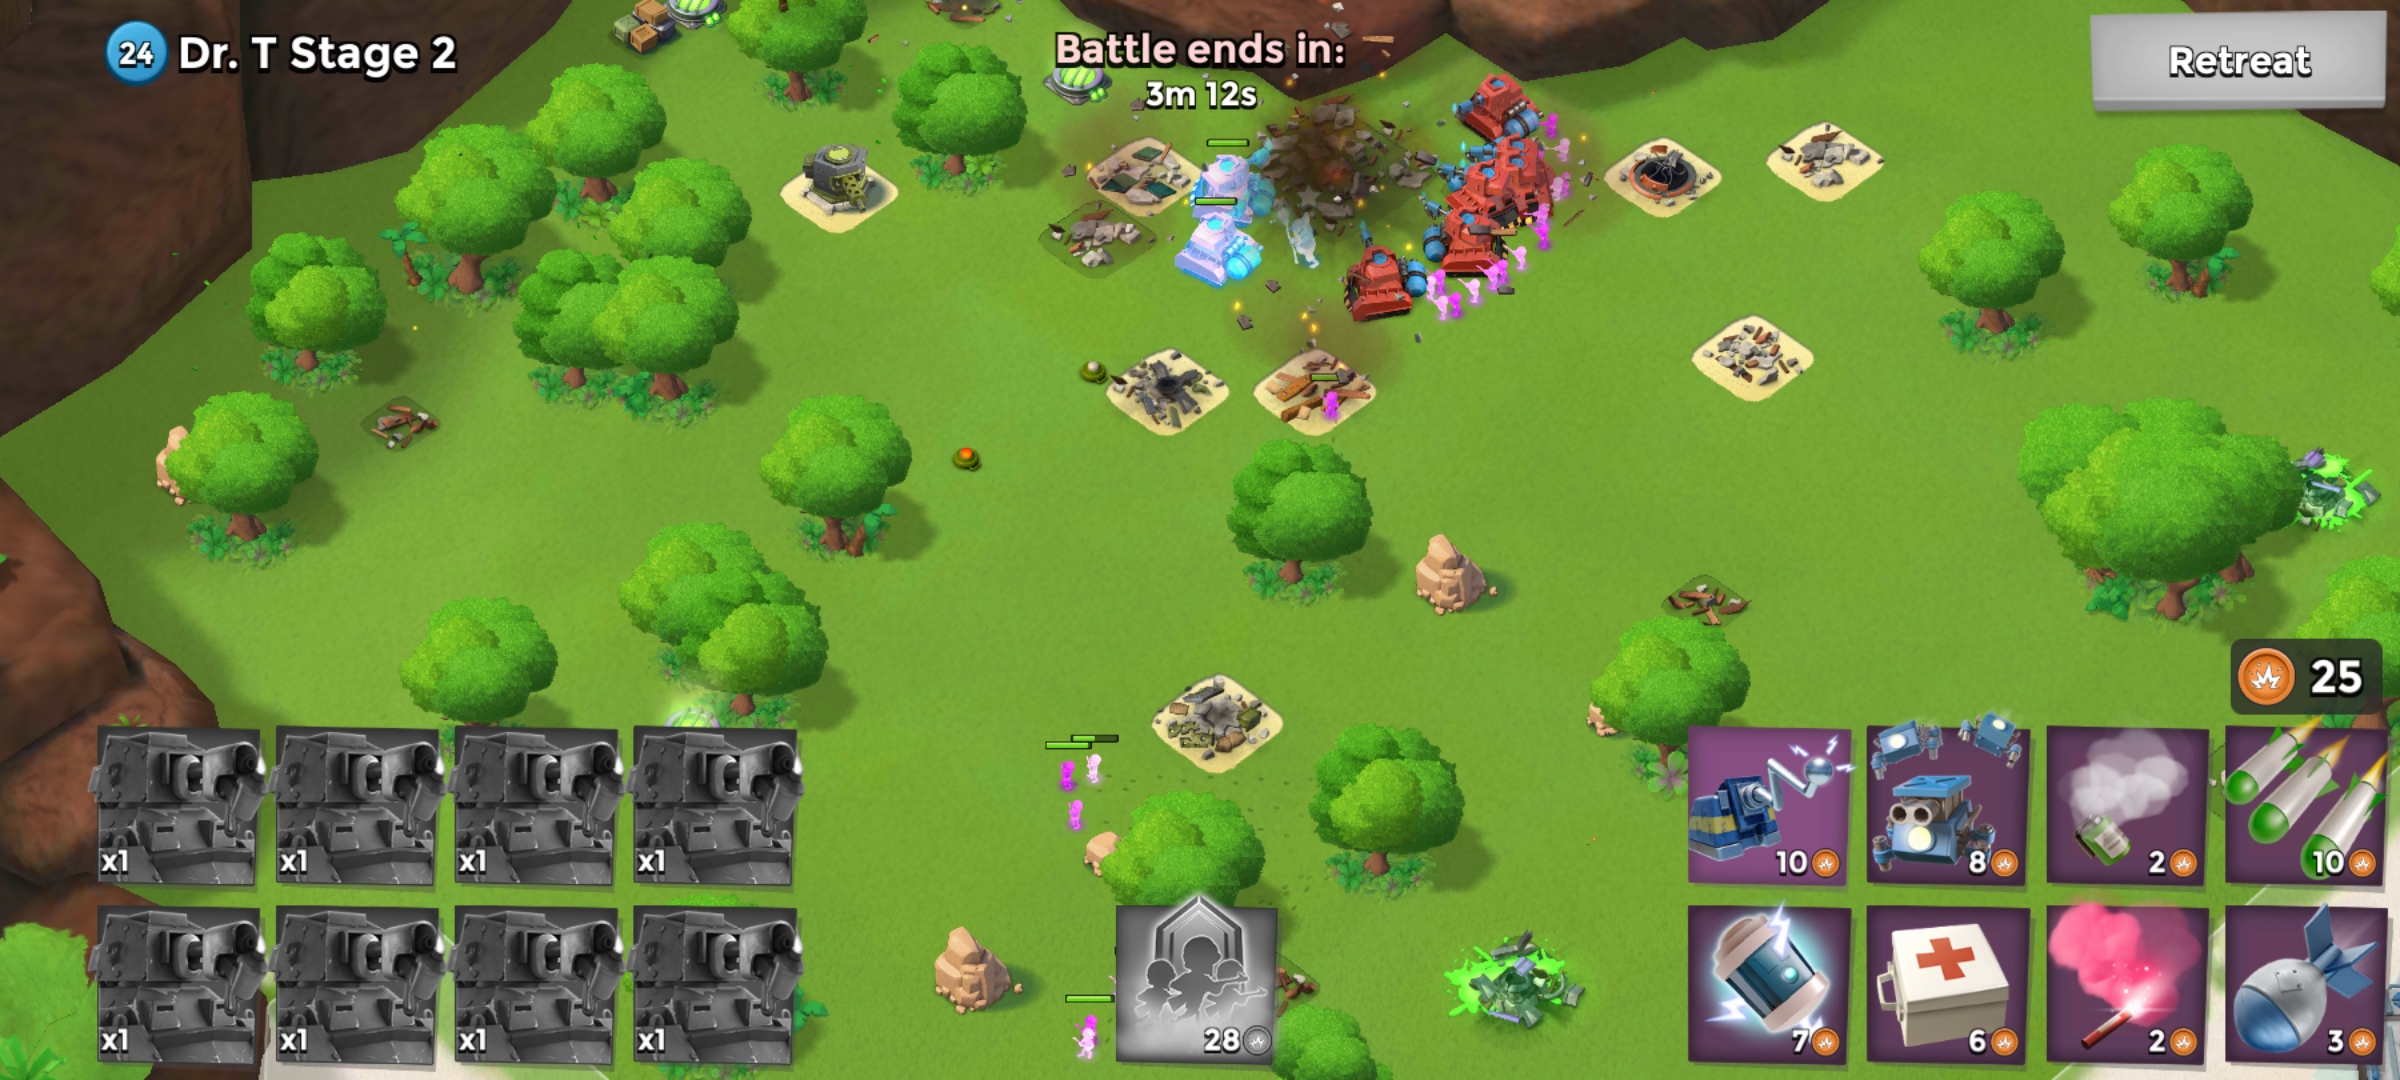 24 Dr. T Stage 2
Battle ends in:
3m 12s
Retreat
25
x1 x1 x1 x1
10 8 2 10
x1 x1 x1 x1
28
7 6 2 3